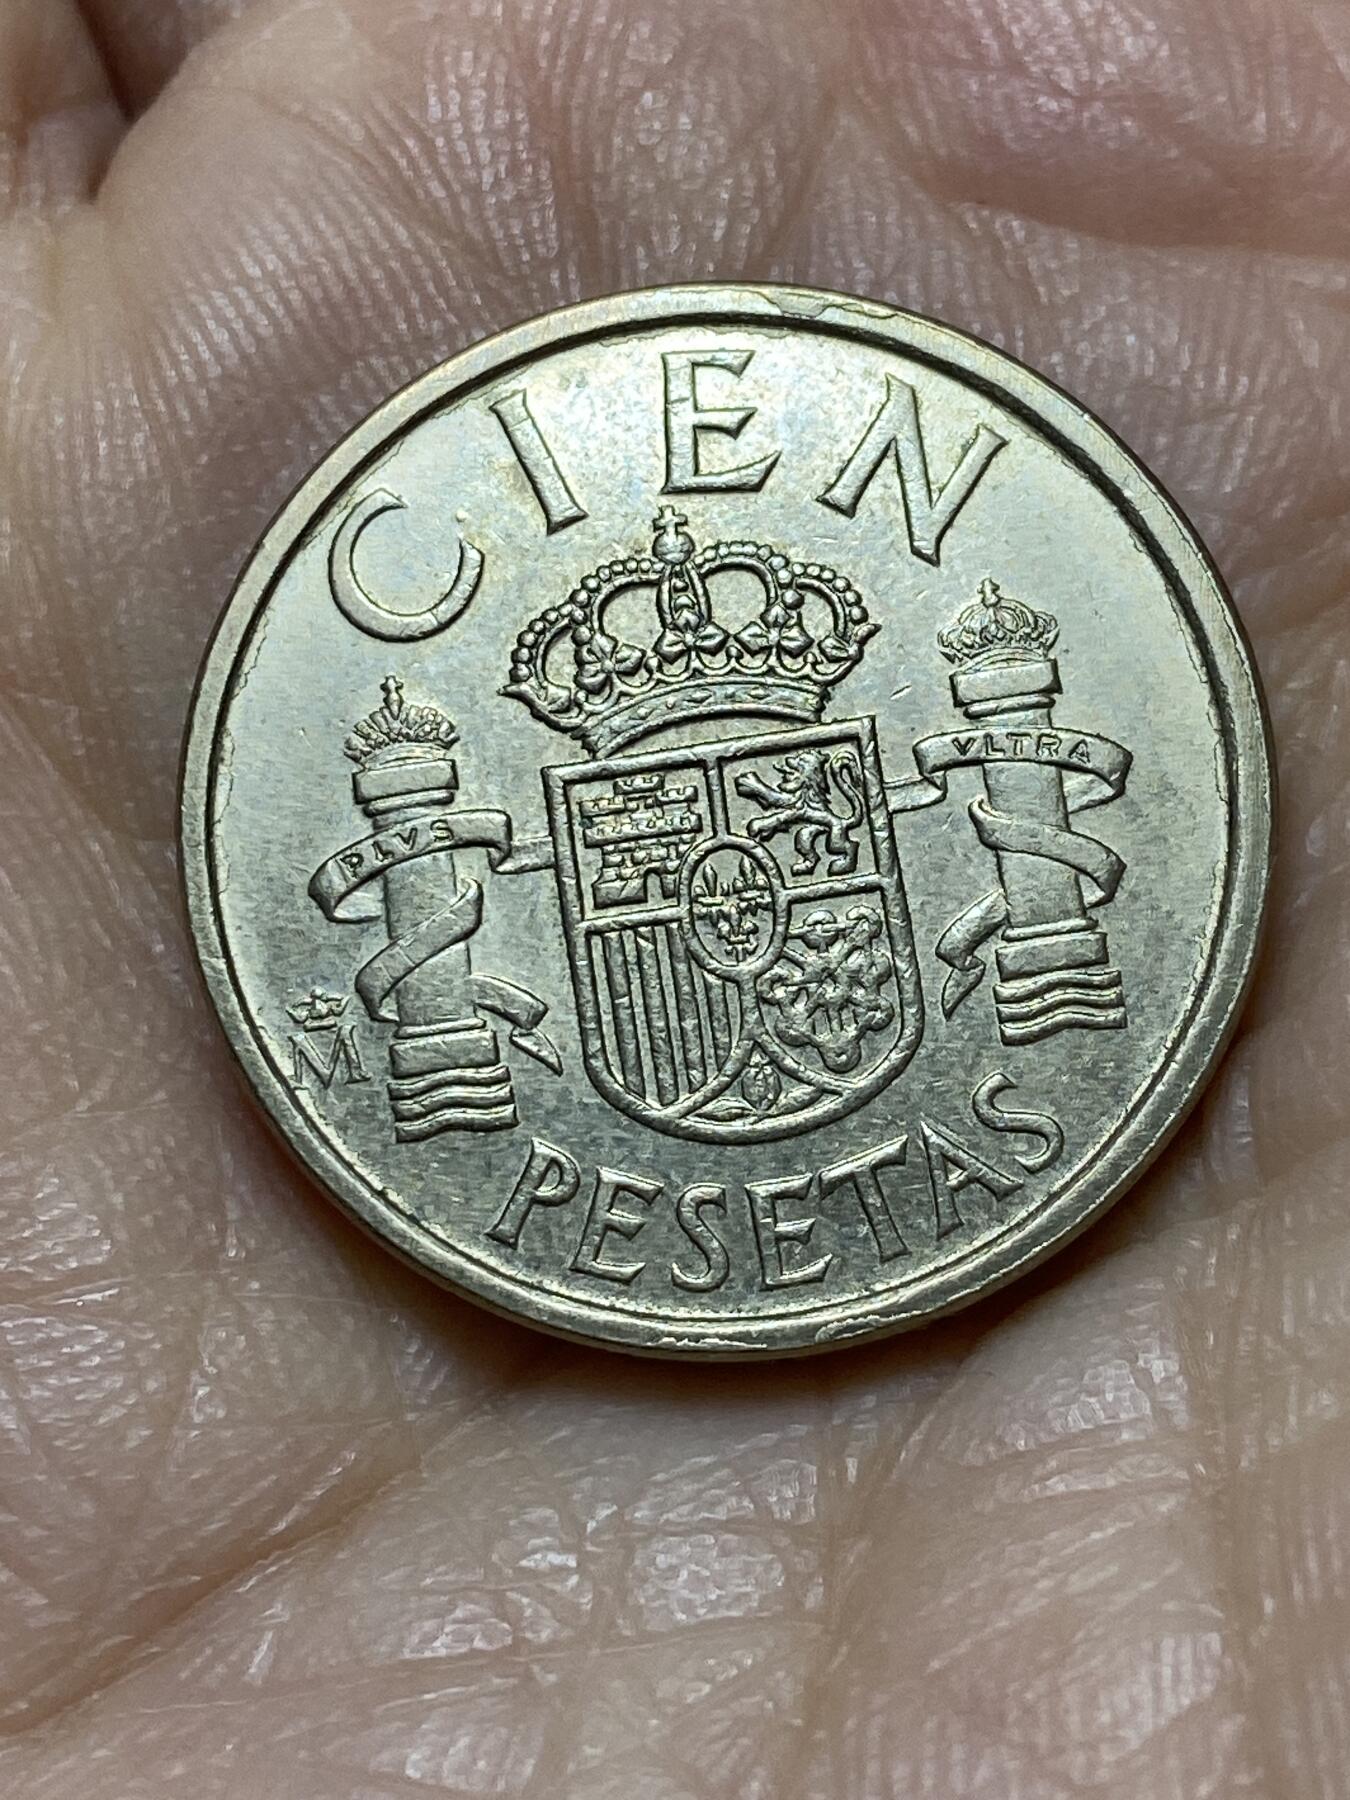 CIEN
PLVS
VLTRA
M
PESETAS